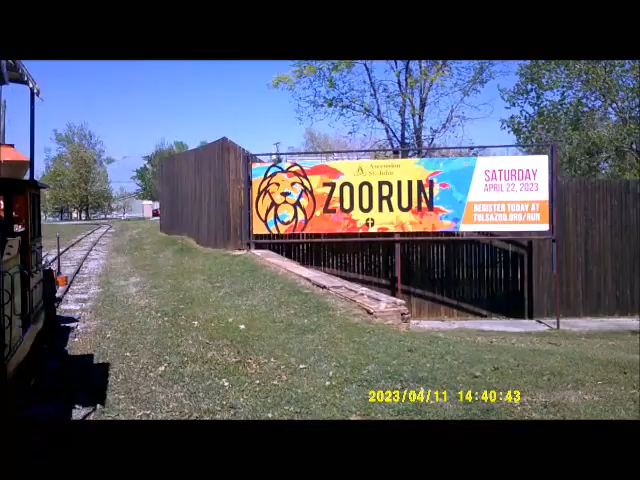 Ascension
St. John
ZOORUN
SATURDAY
APRIL 22, 2023
REGISTER TODAY AT
TULSAZOO.ORG/RUN
2023/04/11 14:40:43